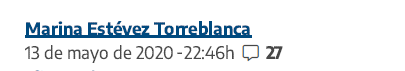 Marina Estévez Torreblanca
13 de mayo de 2020 -22:46h 27